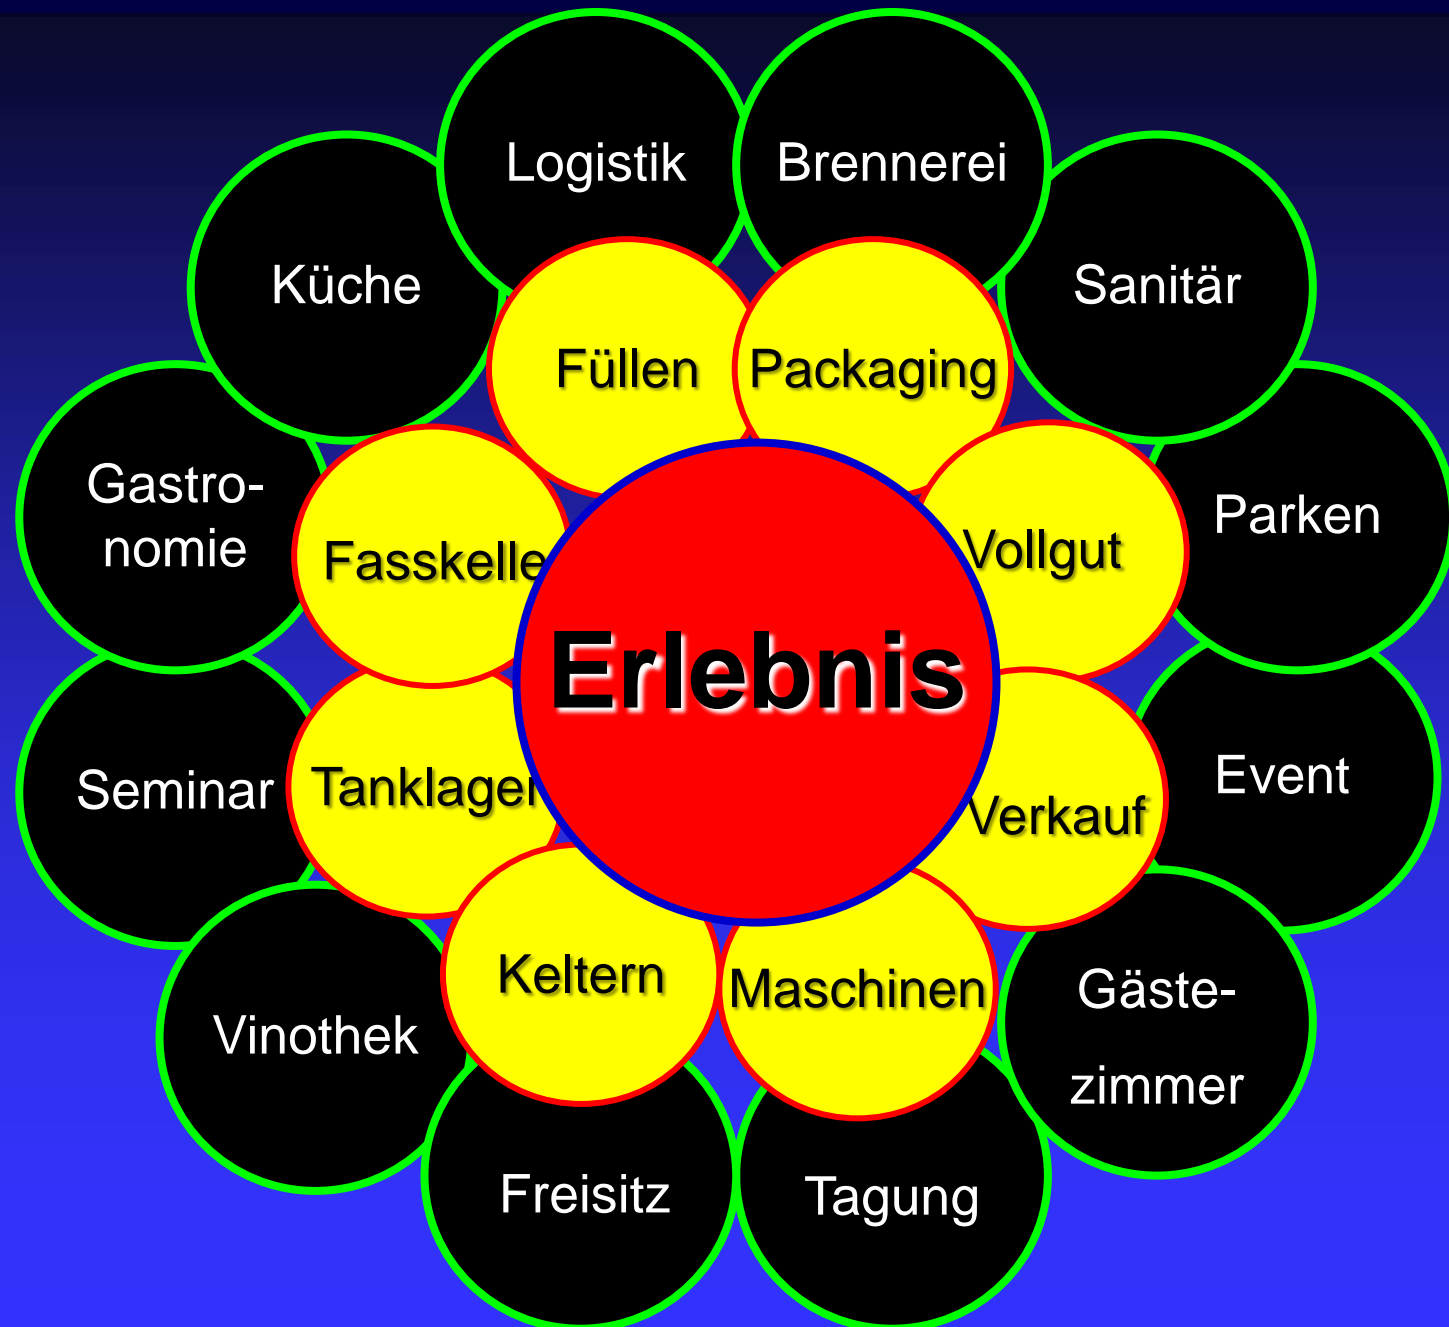 Logistik
Brennerei
Küche
Sanitär
Füllen
Packaging
Gastro-
nomie
Parken
Fasskelle
Vollgut
Erlebnis
Seminar
Tanklager
Event
Verkauf
Keltern
Maschinen
Gäste-
zimmer
Vinothek
Freisitz
Tagung